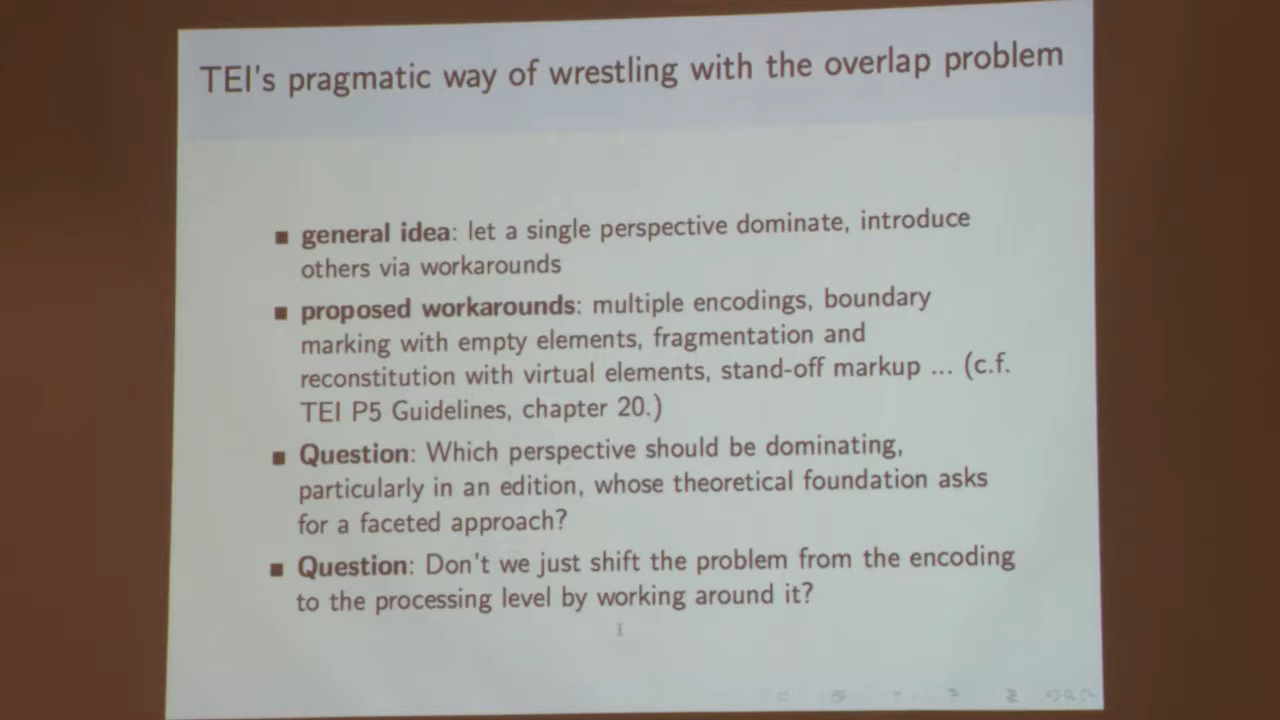 TEI's pragmatic way of wrestling with the overlap problem
■ general idea: let a single perspective dominate, introduce
others via workarounds
■ proposed workarounds: multiple encodings, boundary
marking with empty elements, fragmentation and
reconstitution with virtual elements, stand-off markup ... (c.f.
TEI P5 Guidelines, chapter 20.)
■ Question: Which perspective should be dominating,
particularly in an edition, whose theoretical foundation asks
for a faceted approach?
■ Question: Don't we just shift the problem from the encoding
to the processing level by working around it?